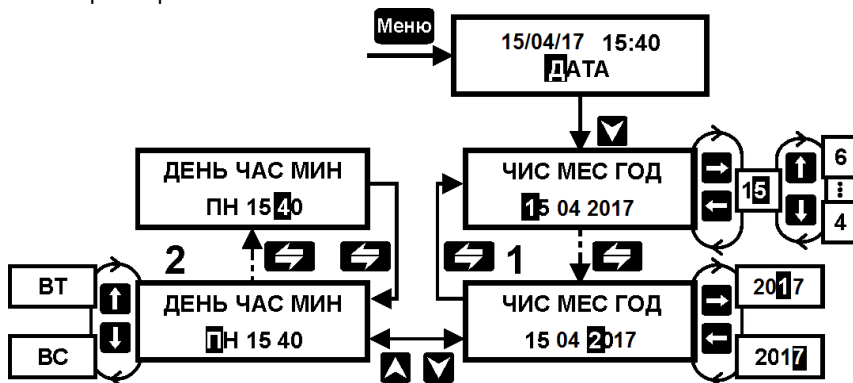 Меню
15/04/17 15:40
ДАТА
ДЕНЬ ЧАС МИН
ПН 15 40
ЧИС МЕС ГОД
15 04 2017
15
6
4
2
1
ВТ
ВС
ДЕНЬ ЧАС МИН
ПН 15 40
ЧИС МЕС ГОД
15 04 2017
2017
2017